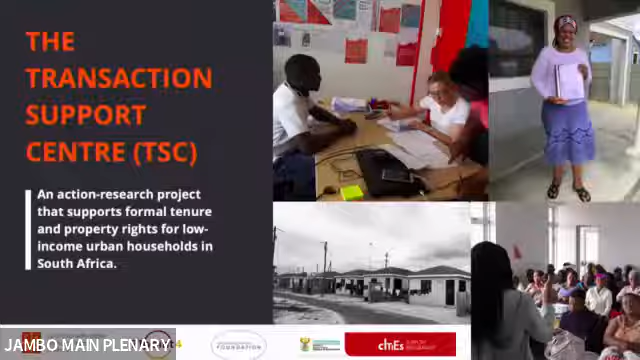 THE
TRANSACTION
SUPPORT
CENTRE (TSC)
An action-research project
that supports formal tenure
and property rights for low-
income urban households in
South Africa.
JAMBO MAIN PLENARY
FOUNDATION